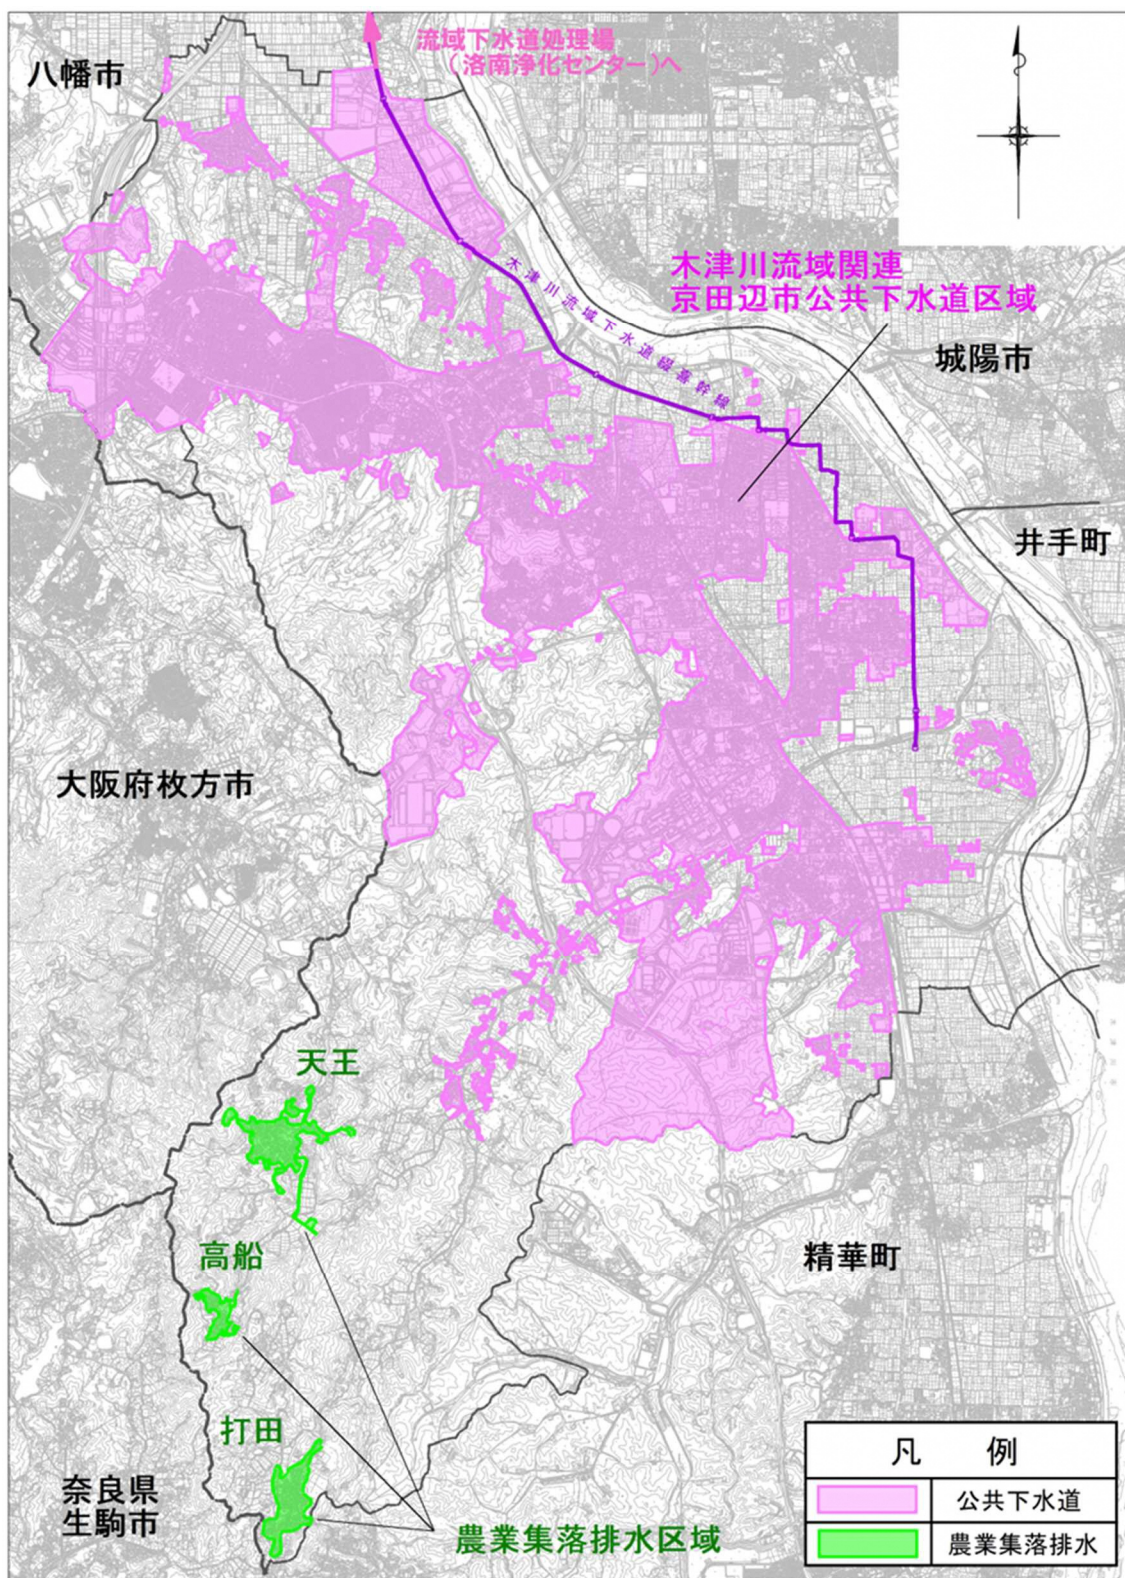 流域下水道処理場
（洛南浄化センター）へ
八幡市
木津川流域関連
京田辺市公共下水道区域
木津川流域下水道綴喜幹線
城陽市
井手町
大阪府枚方市
天王
高船
精華町
打田
奈良県
生駒市
農業集落排水区域
凡　例
公共下水道
農業集落排水